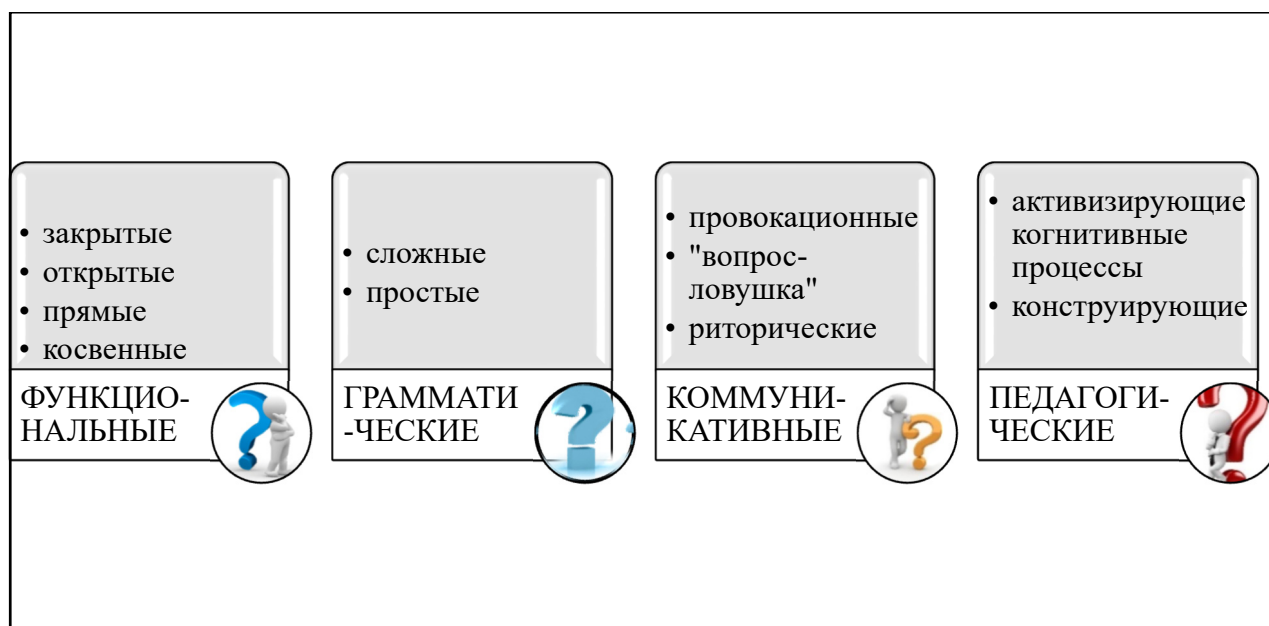 • закрытые
• открытые
• прямые
• косвенные
ФУНКЦИО-
НАЛЬНЫЕ
• сложные
• простые
ГРАММАТИ
-ЧЕСКИЕ
• провокационные
• "вопрос-
ловушка"
• риторические
КОММУНИ-
КАТИВНЫЕ
• активизирующие
когнитивные
процессы
• конструирующие
ПЕДАГОГИ-
ЧЕСКИЕ